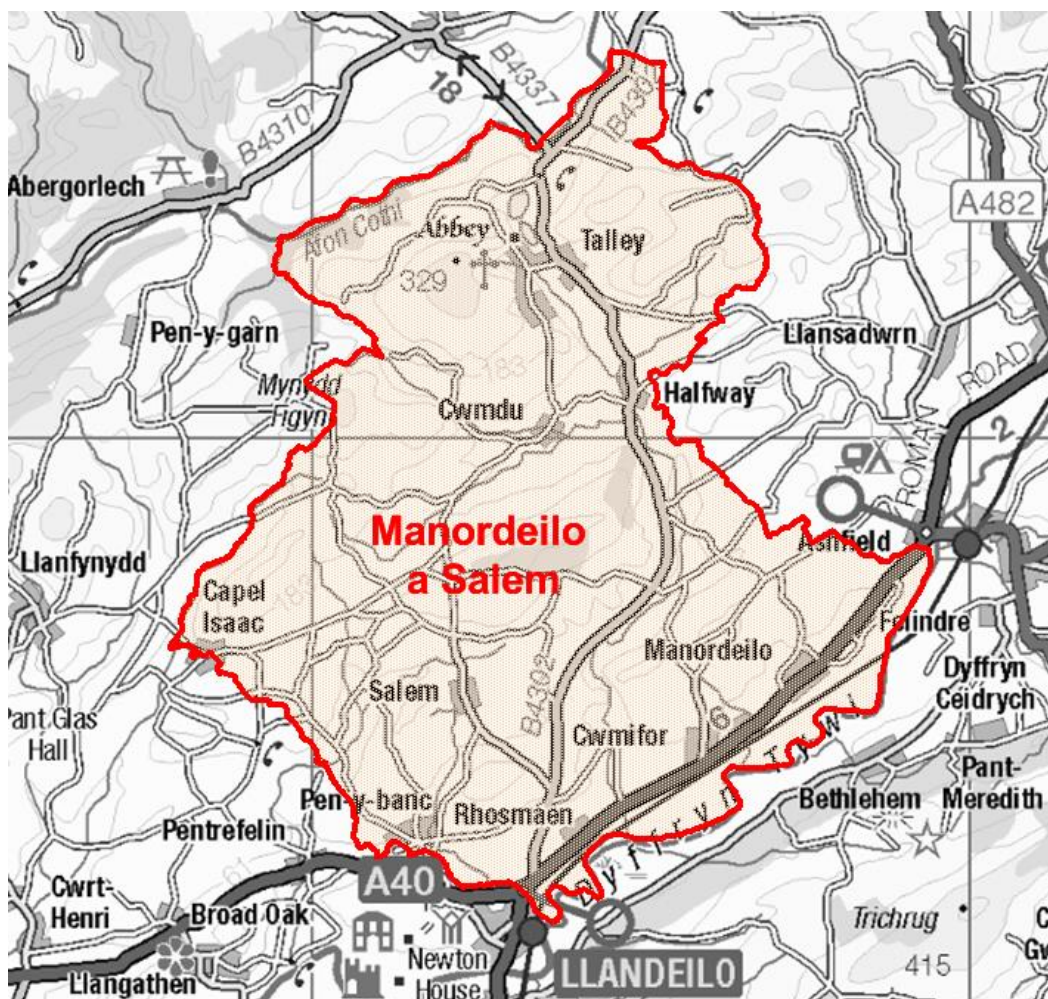 B4337
18
B4310
B430
Abergorlech
A482
Afon Cothi
Abbey
Talley
329
Pen-y-garn
Llansadwrn
183
Mynydd
Figyn
Halfway
Cwmdu
ROMAN ROAD
2
Manordeilo
a Salem
Ashfield
Llanfynydd
Capel
Isaac
183
Felindre
Manordeilo
Dyffryn
Ceidrych
Salem
B4302
Pant Glas
Hall
6
Cwmifor
Dyffryn Tywi
Pant-
Meredith
Bethlehem
Pen-y-banc
Rhosmaen
Pentrefelin
A40
Cwrt-
Henri
Broad Oak
Trichrug
Newton
House
LLANDEILO
415
Llangathen